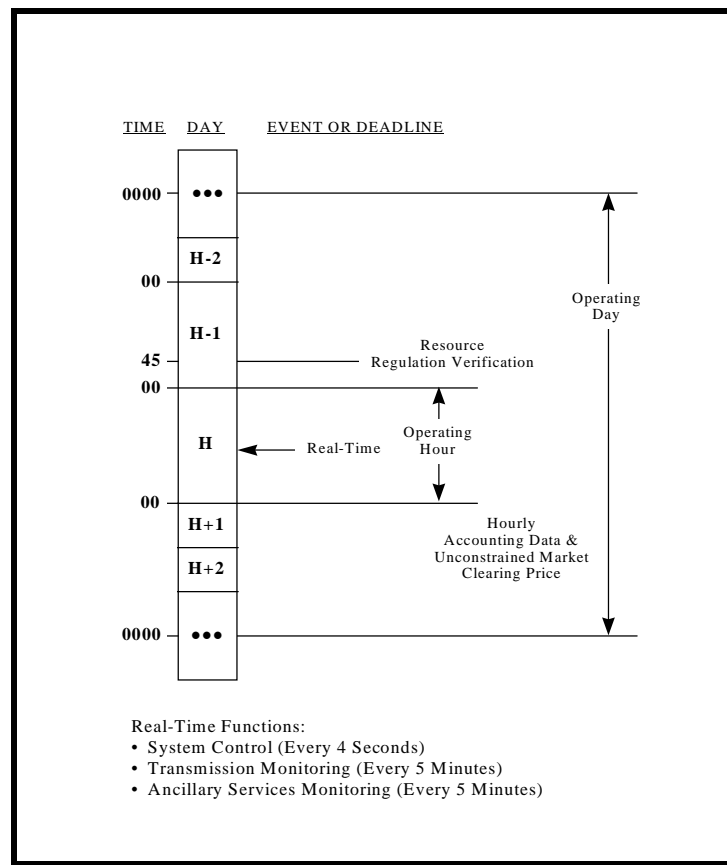 TIME DAY EVENT OR DEADLINE
0000 •••
H-2
00
H-1
Operating
Day
Resource
45 Regulation Verification
00
H Real-Time
Operating
Hour
00
H+1
Hourly
Accounting Data &
Unconstrained Market
Clearing Price
H+2
0000 •••
Real-Time Functions:
• System Control (Every 4 Seconds)
• Transmission Monitoring (Every 5 Minutes)
• Ancillary Services Monitoring (Every 5 Minutes)